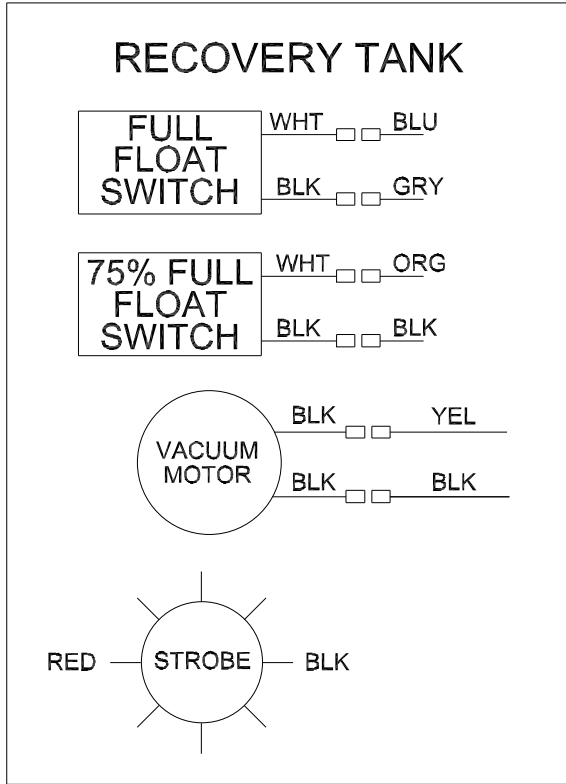 RECOVERY TANK
FULL
FLOAT
SWITCH
WHT BLU
BLK GRY
75% FULL
FLOAT
SWITCH
WHT ORG
BLK BLK
VACUUM
MOTOR
BLK YEL
BLK BLK
RED STROBE BLK